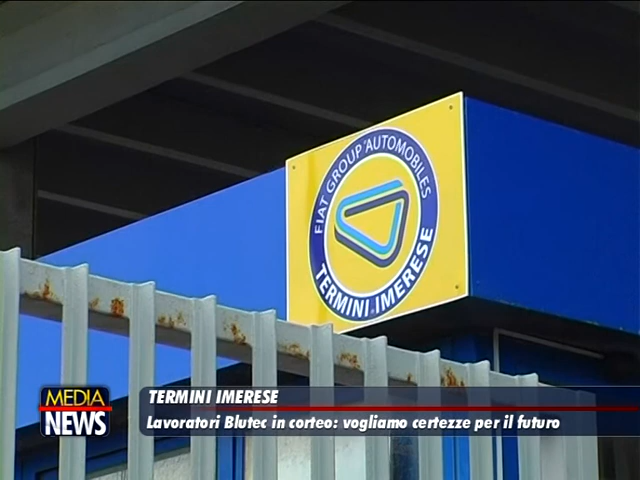 FIAT GROUP AUTOMOBILES
TERMINI IMERESE
MEDIA
NEWS
TERMINI IMERESE
Lavoratori Blutec in corteo: vogliamo certezze per il futuro